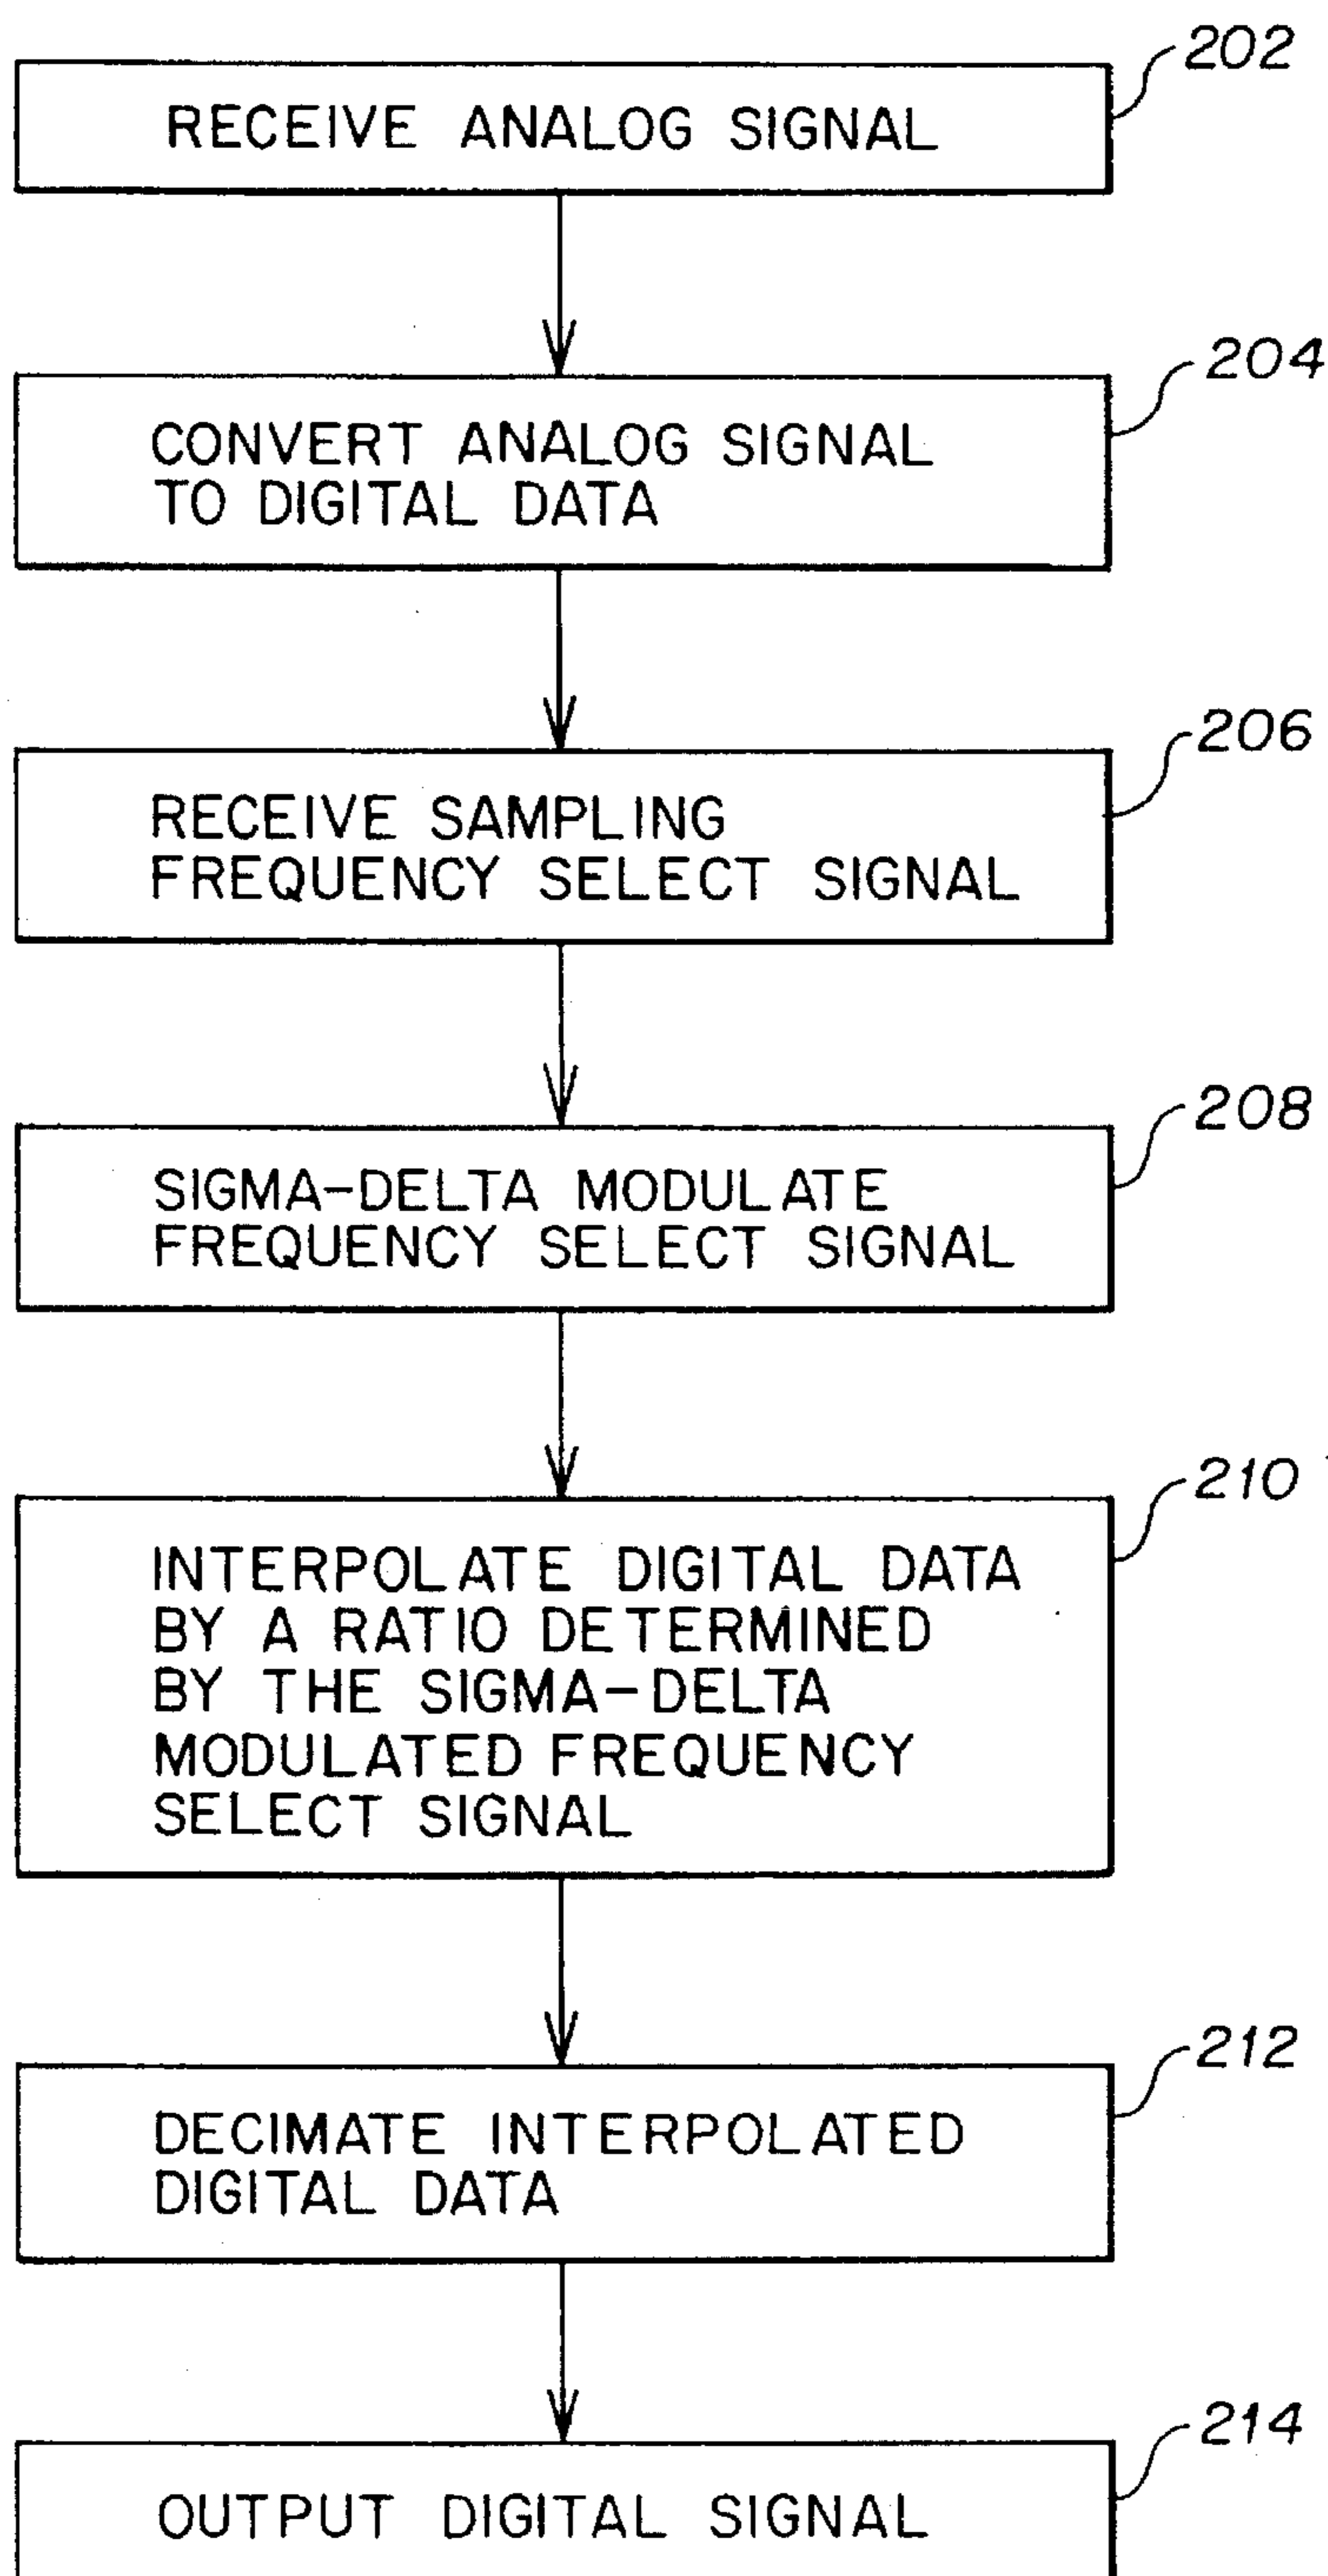 202
RECEIVE ANALOG SIGNAL
204
CONVERT ANALOG SIGNAL
TO DIGITAL DATA
206
RECEIVE SAMPLING
FREQUENCY SELECT SIGNAL
208
SIGMA-DELTA MODULATE
FREQUENCY SELECT SIGNAL
210
INTERPOLATE DIGITAL DATA
BY A RATIO DETERMINED
BY THE SIGMA-DELTA
MODULATED FREQUENCY
SELECT SIGNAL
212
DECIMATE INTERPOLATED
DIGITAL DATA
214
OUTPUT DIGITAL SIGNAL